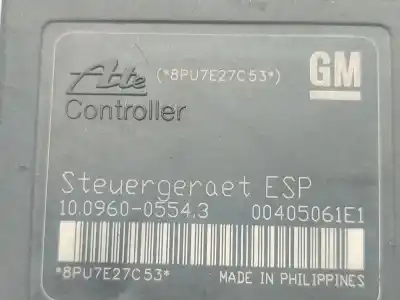 Ate (*8PU7E27C53*) GM
Controller
Steuergeraet ESP
10.0960-0554.3 00405061E1
*8PU7E27C53* MADE IN PHILIPPINES